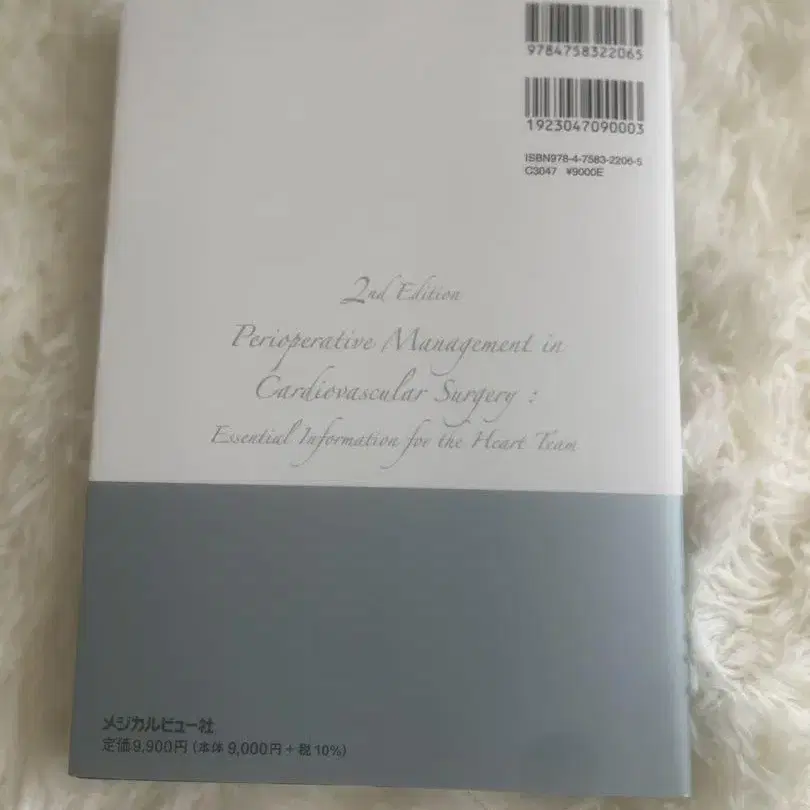 9784758322065
1923047090003
ISBN978-4-7583-2206-5
C3047 ¥9000E
2nd Edition
Perioperative Management in
Cardiovascular Surgery :
Essential Information for the Heart Team
メジカルビュー社
定価9,900円(本体9,000円+税10%)